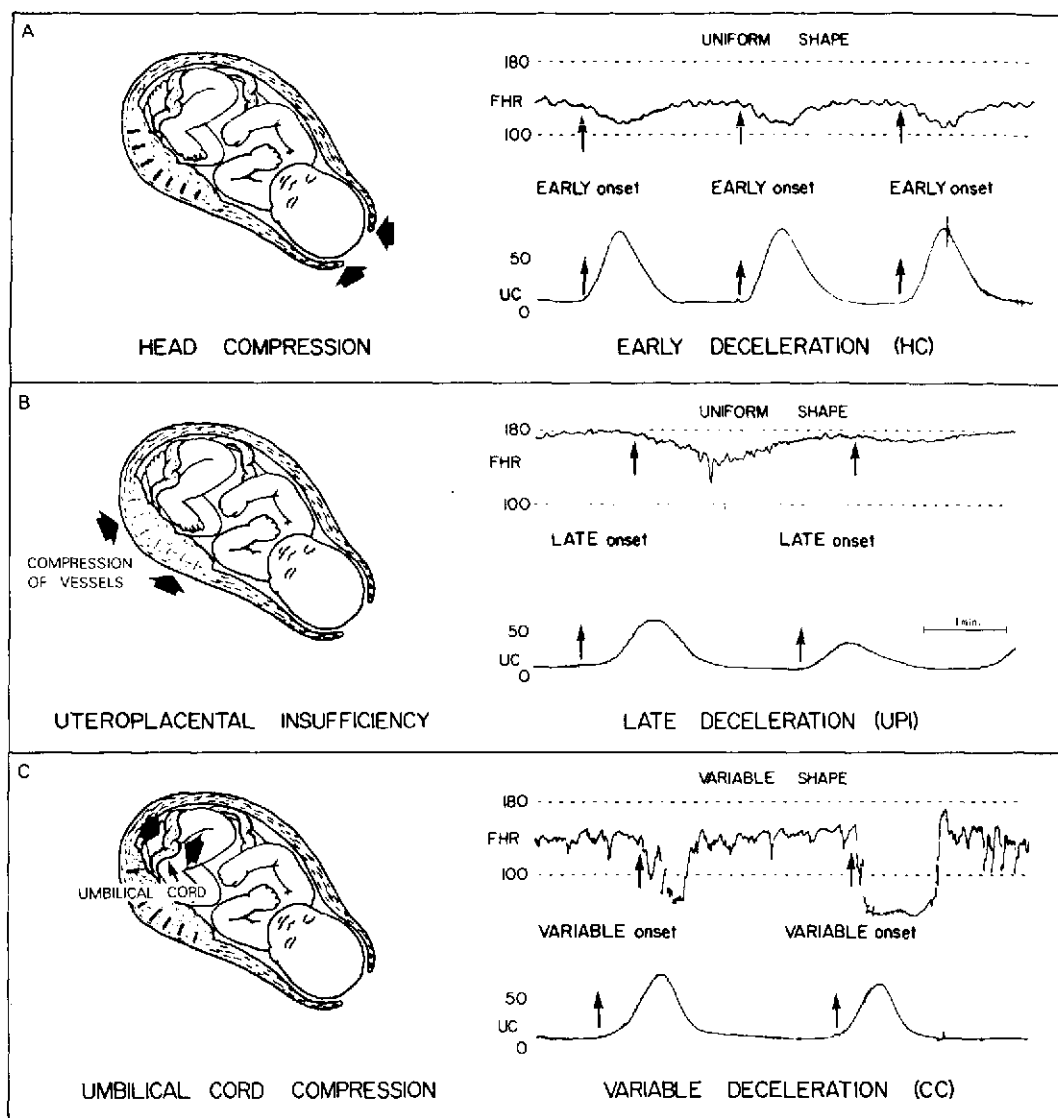 A
UNIFORM SHAPE
180
FHR
100
EARLY onset EARLY onset EARLY onset
50
UC
0
HEAD COMPRESSION
EARLY DECELERATION (HC)
B
UNIFORM SHAPE
180
FHR
100
LATE onset LATE onset
COMPRESSION
OF VESSELS
1 min.
50
UC
0
UTEROPLACENTAL INSUFFICIENCY
LATE DECELERATION (UPI)
C
VARIABLE SHAPE
180
FHR
100
UMBILICAL CORD
VARIABLE onset VARIABLE onset
50
UC
0
UMBILICAL CORD COMPRESSION
VARIABLE DECELERATION (CC)